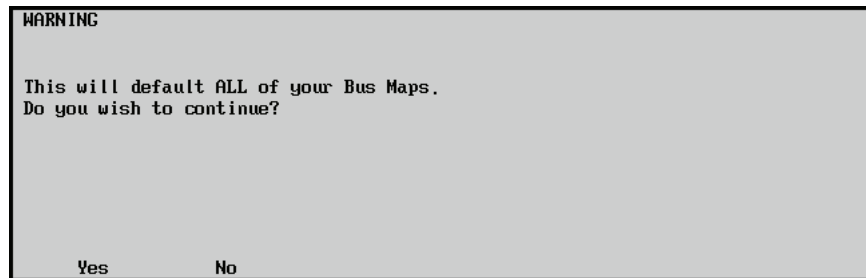 WARNING
This will default ALL of your Bus Maps.
Do you wish to continue?
Yes No